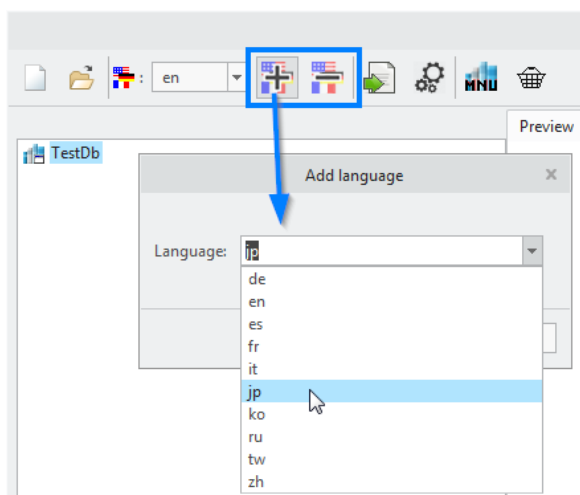 : en
MNU
Preview
TestDb
Add language
Language: jp
de
en
es
fr
it
jp
ko
ru
tw
zh